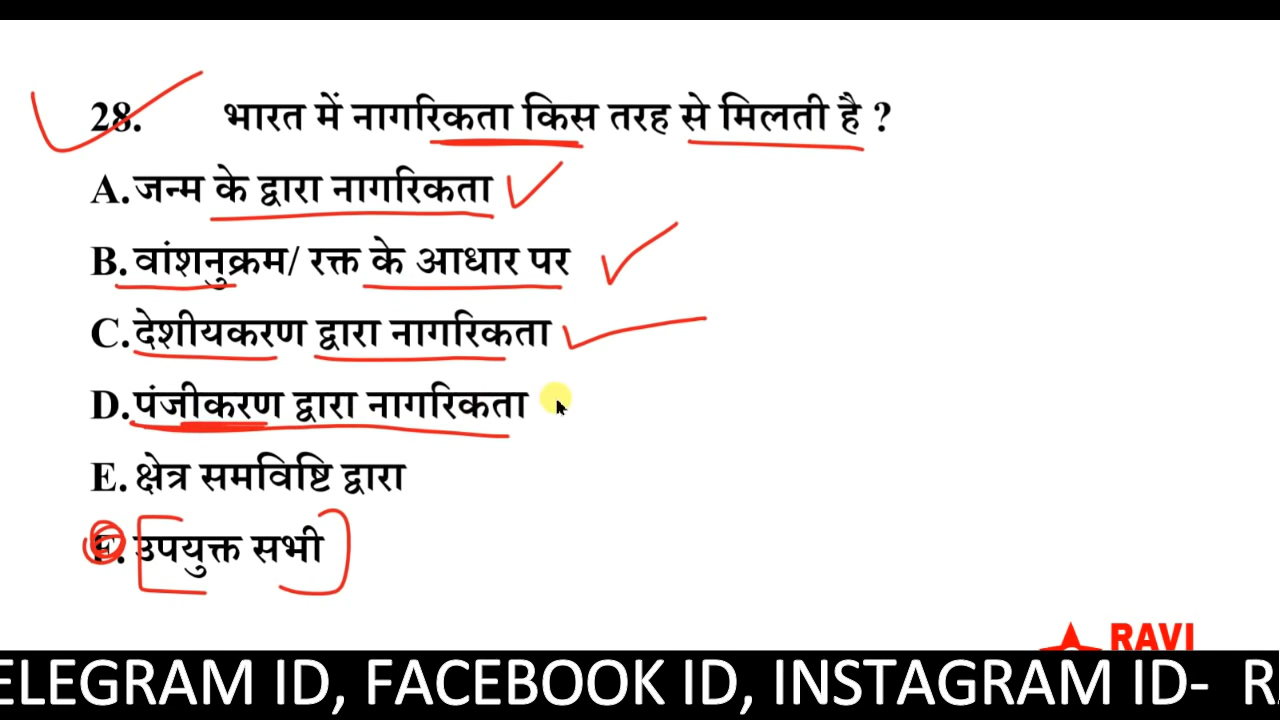 28. भारत में नागरिकता किस तरह से मिलती है ?
A. जन्म के द्वारा नागरिकता
B. वांशनुक्रम/ रक्त के आधार पर
C. देशीयकरण द्वारा नागरिकता
D. पंजीकरण द्वारा नागरिकता
E. क्षेत्र समविष्टि द्वारा
F. उपयुक्त सभी
RAVI
ELEGRAM ID, FACEBOOK ID, INSTAGRAM ID- R